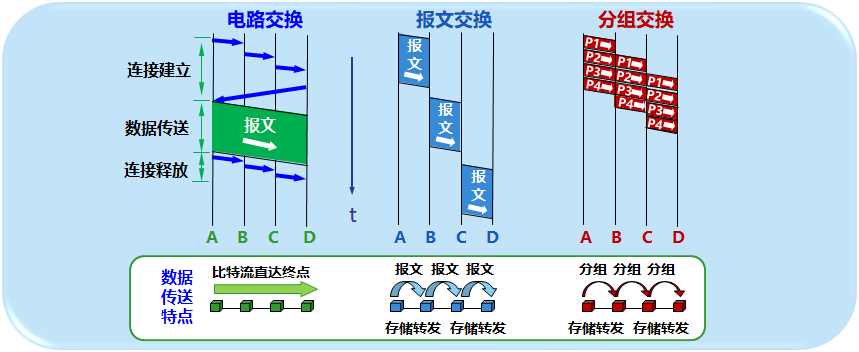 电路交换
报文交换
分组交换
连接建立
数据传送
连接释放
报文
t
A B C D
报
文
报
文
报
文
A B C D
P1 P2 P3 P4
P1 P2 P3 P4
P1 P2 P3 P4
A B C D
数据
传送
特点
比特流直达终点
报文 报文 报文
存储转发 存储转发
分组 分组 分组
存储转发 存储转发